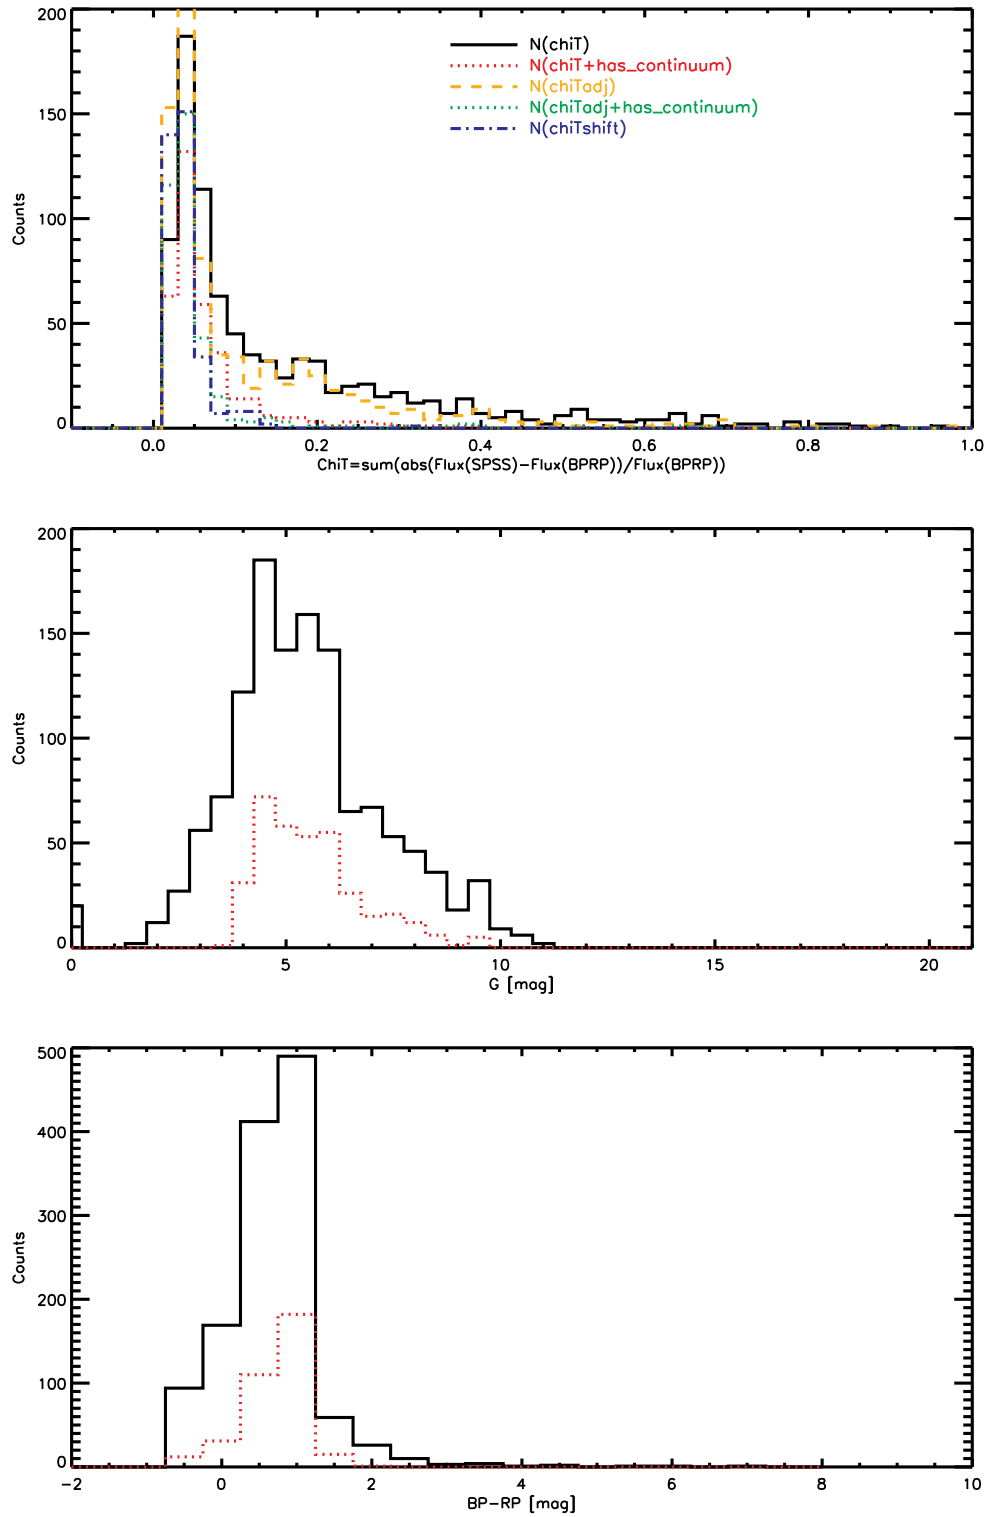 200
150
100
50
0
Counts
N(chiT)
N(chiT+has_continuum)
N(chiTadj)
N(chiTadj+has_continuum)
N(chiTshift)
0.0 0.2 0.4 0.6 0.8 1.0
ChiT=sum(abs(Flux(SPSS)−Flux(BPRP))/Flux(BPRP))
200
150
100
50
0
Counts
0 5 10 15 20
G [mag]
500
400
300
200
100
0
Counts
−2 0 2 4 6 8 10
BP−RP [mag]